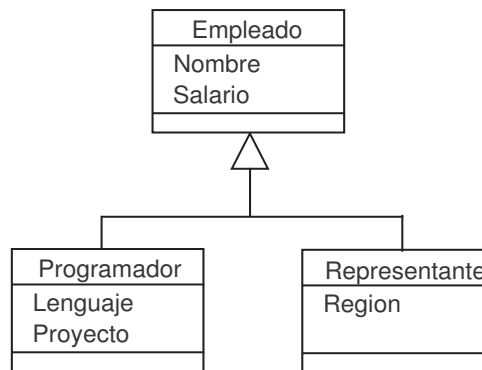 Empleado
Nombre
Salario
Programador
Lenguaje
Proyecto
Representante
Region